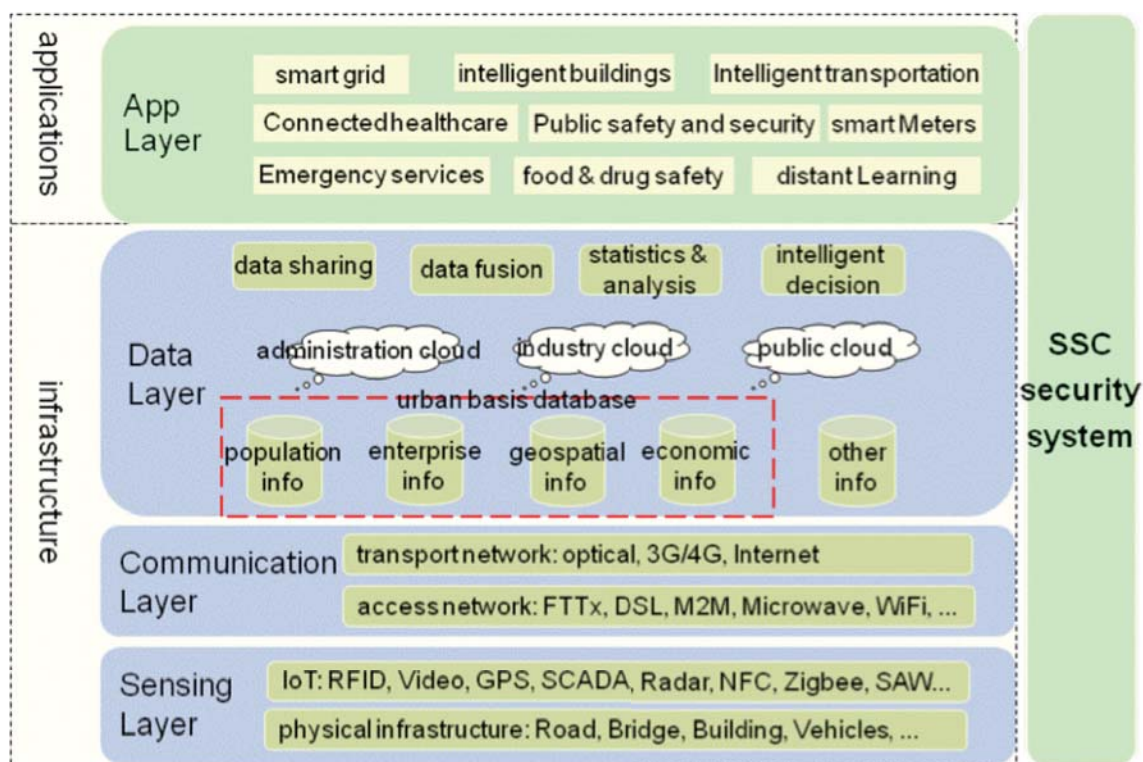 applications
App
Layer
smart grid
intelligent buildings
Intelligent transportation
Connected healthcare
Public safety and security
smart Meters
Emergency services
food & drug safety
distant Learning
infrastructure
Data
Layer
data sharing
data fusion
statistics &
analysis
intelligent
decision
administration cloud
industry cloud
public cloud
urban basis database
population
info
enterprise
info
geospatial
info
economic
info
other
info
Communication
Layer
transport network: optical, 3G/4G, Internet
access network: FTTx, DSL, M2M, Microwave, WiFi, ...
Sensing
Layer
IoT: RFID, Video, GPS, SCADA, Radar, NFC, Zigbee, SAW...
physical infrastructure: Road, Bridge, Building, Vehicles, ...
SSC
security
system